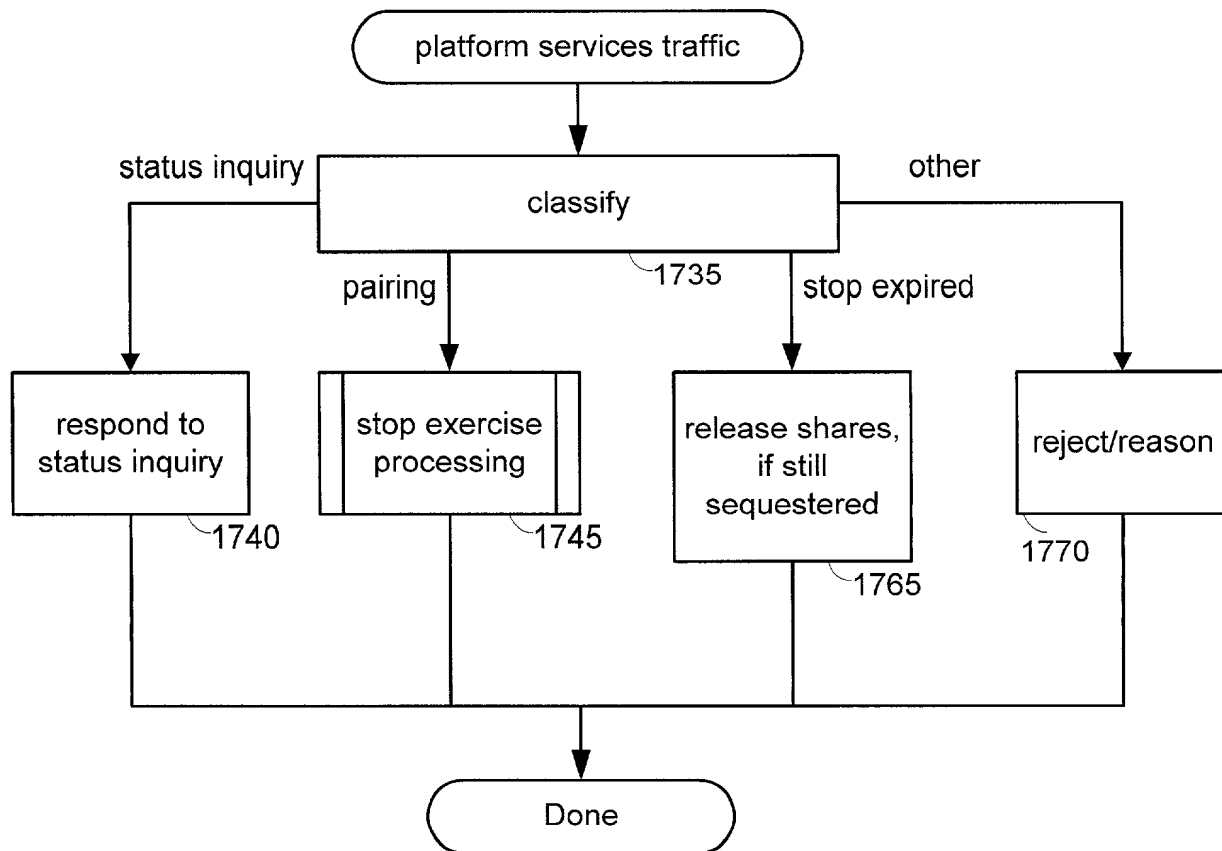 platform services traffic
status inquiry
other
classify
1735
pairing
stop expired
respond to
status inquiry
1740
stop exercise
processing
1745
release shares,
if still
sequestered
1765
reject/reason
1770
Done